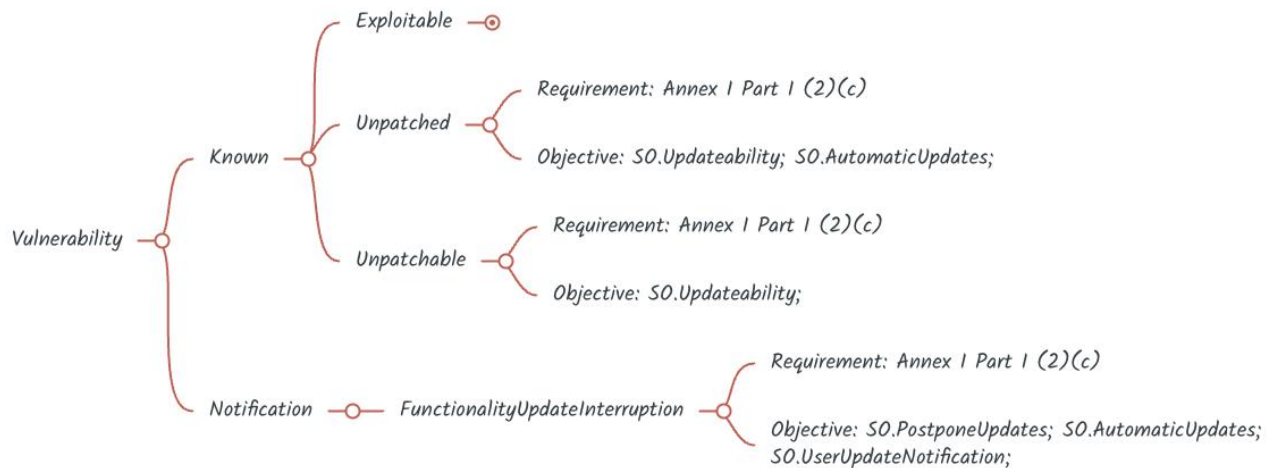 Exploitable
Requirement: Annex I Part I (2)(c)
Unpatched
Known
Objective: SO.Updateability; SO.AutomaticUpdates;
Requirement: Annex I Part I (2)(c)
Vulnerability
Unpatchable
Objective: SO.Updateability;
Requirement: Annex I Part I (2)(c)
Notification
FunctionalityUpdateInterruption
Objective: SO.PostponeUpdates; SO.AutomaticUpdates;
SO.UserUpdateNotification;